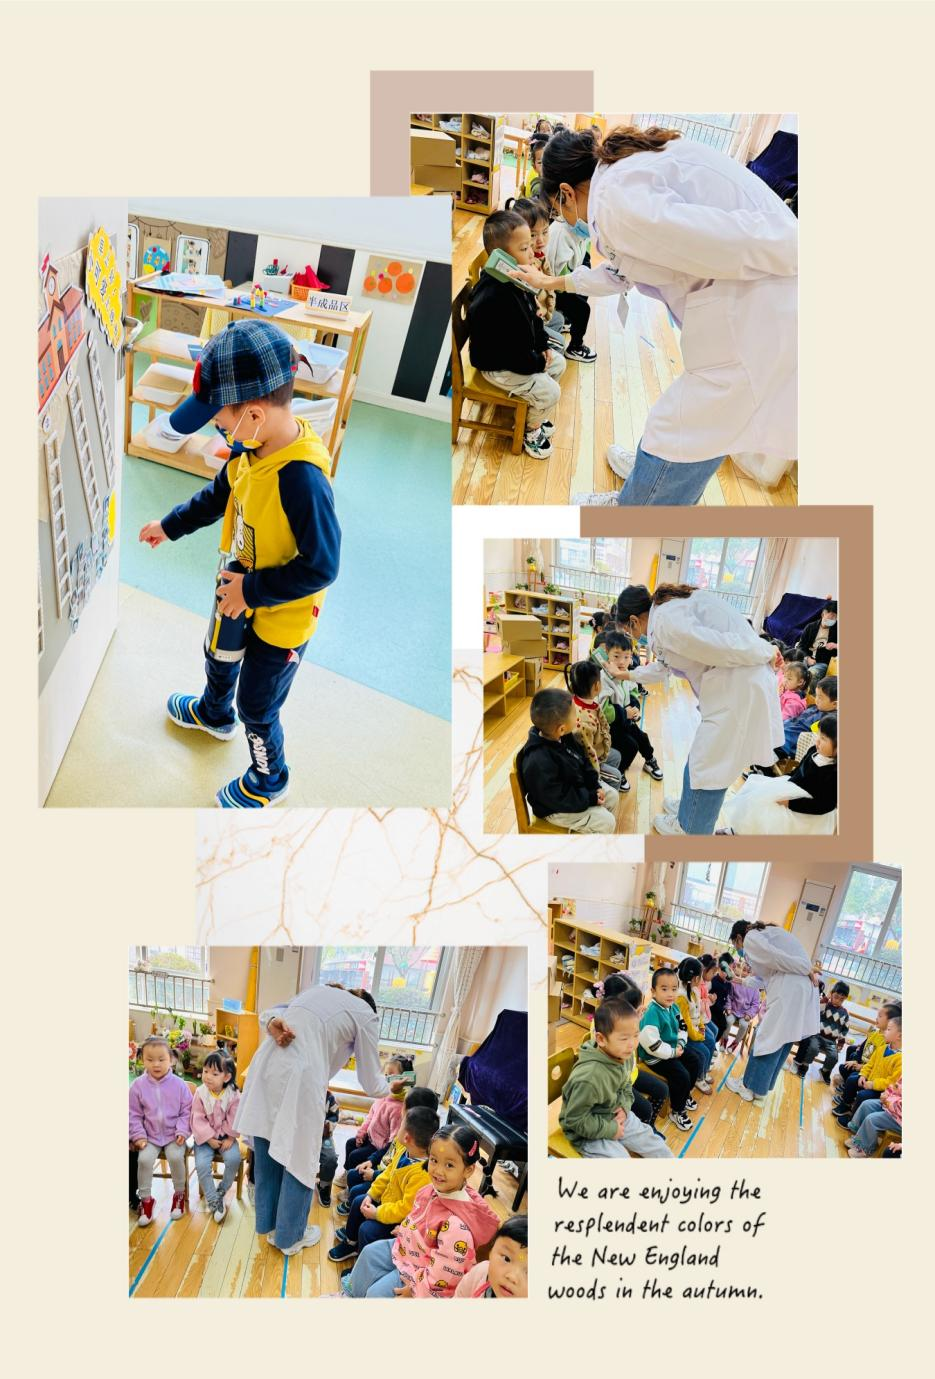 半成品区
We are enjoying the
resplendent colors of
the New England
woods in the autumn.